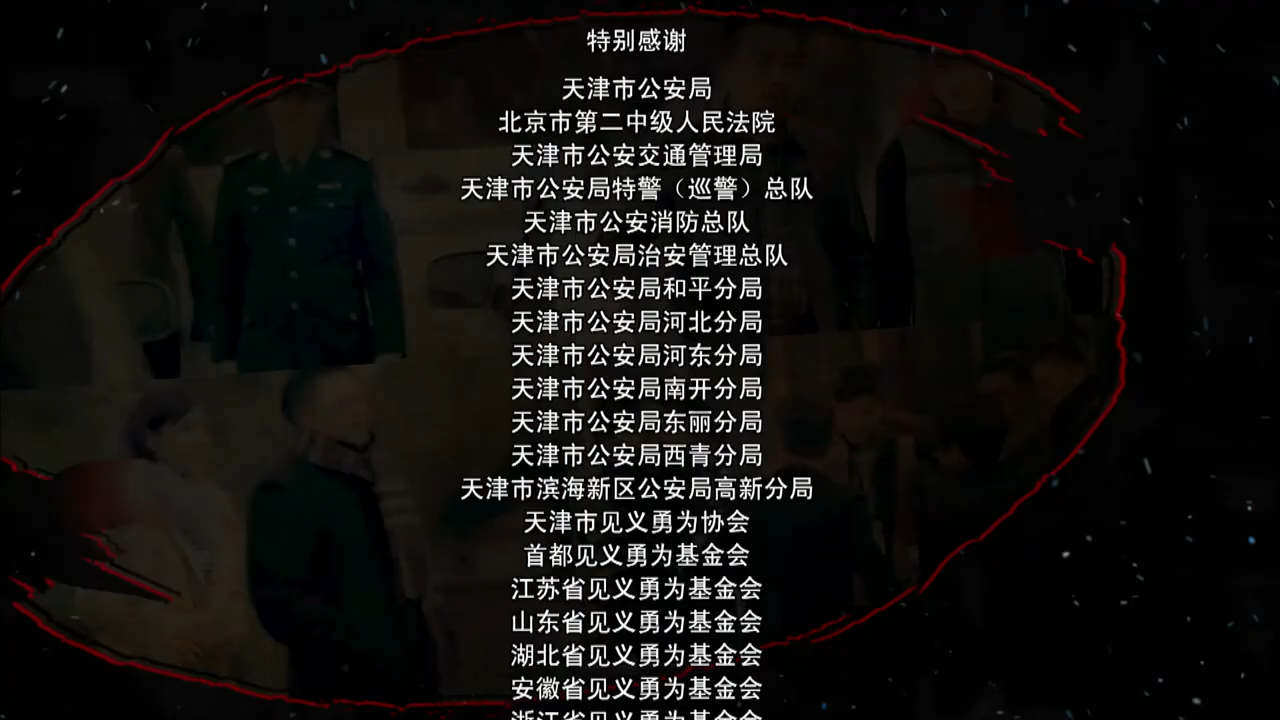 特别感谢
天津市公安局
北京市第二中级人民法院
天津市公安交通管理局
天津市公安局特警（巡警）总队
天津市公安消防总队
天津市公安局治安管理总队
天津市公安局和平分局
天津市公安局河北分局
天津市公安局河东分局
天津市公安局南开分局
天津市公安局东丽分局
天津市公安局西青分局
天津市滨海新区公安局高新分局
天津市见义勇为协会
首都见义勇为基金会
江苏省见义勇为基金会
山东省见义勇为基金会
湖北省见义勇为基金会
安徽省见义勇为基金会
浙江省见义勇为基金会